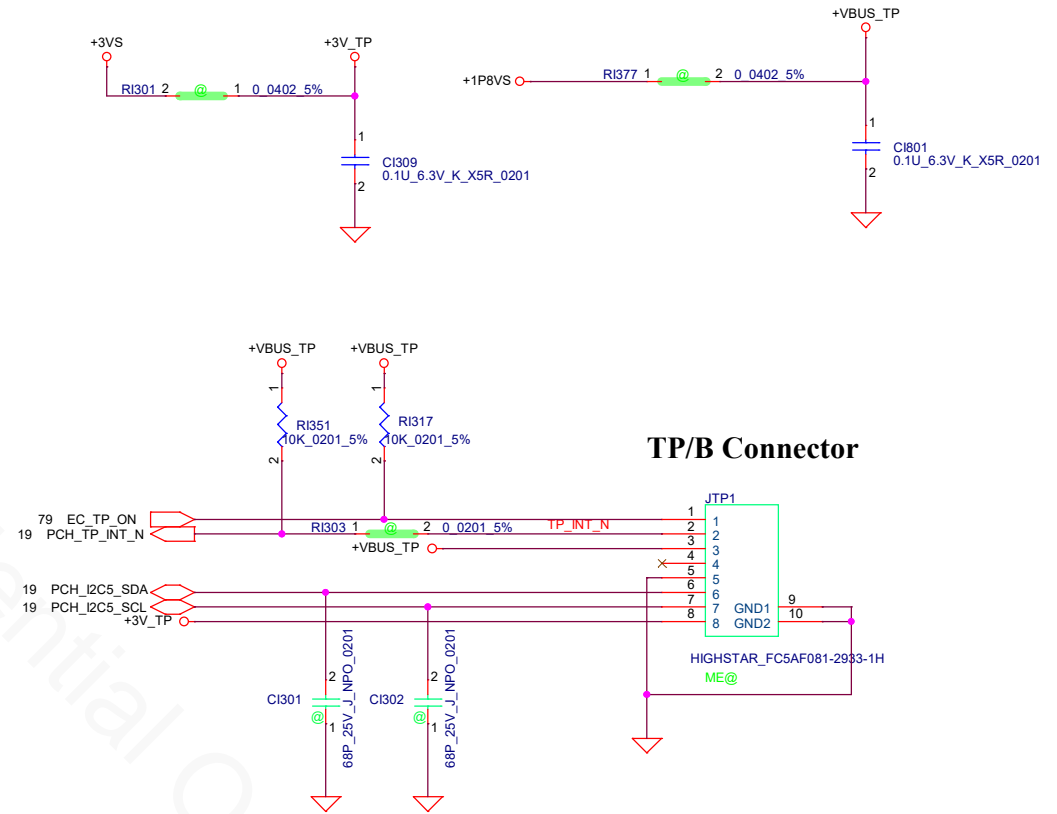 +VBUS_TP
+3VS
+3V_TP
+1P8VS
RI377 1 @ 2 0_0402_5%
RI301 2 @ 1 0_0402_5%
1
CI309
0.1U_6.3V_K_X5R_0201
2
1
CI801
0.1U_6.3V_K_X5R_0201
2
+VBUS_TP
+VBUS_TP
1
RI351
10K_0201_5%
2
1
RI317
10K_0201_5%
2
TP/B Connector
JTP1
79 EC_TP_ON
19 PCH_TP_INT_N
RI303 1 @ 2 0_0201_5%
TP_INT_N
+VBUS_TP
19 PCH_I2C5_SDA
19 PCH_I2C5_SCL
+3V_TP
1 1
2 2
3 3
4 4
5 5
6 6
7 7 GND1 9
8 8 GND2 10
HIGHSTAR_FC5AF081-2933-1H
ME@
2
CI301
@
1
68P_25V_J_NPO_0201
2
CI302
@
1
68P_25V_J_NPO_0201